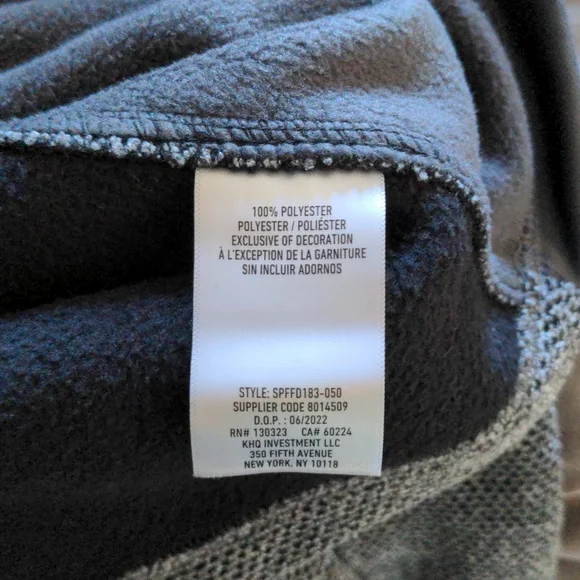 100% POLYESTER
POLYESTER / POLIÉSTER
EXCLUSIVE OF DECORATION
À L'EXCEPTION DE LA GARNITURE
SIN INCLUIR ADORNOS
STYLE: SPFFD183-050
SUPPLIER CODE 8014509
D.O.P. : 06/2022
RN# 130323 CA# 60224
KHQ INVESTMENT LLC
350 FIFTH AVENUE
NEW YORK, NY 10118